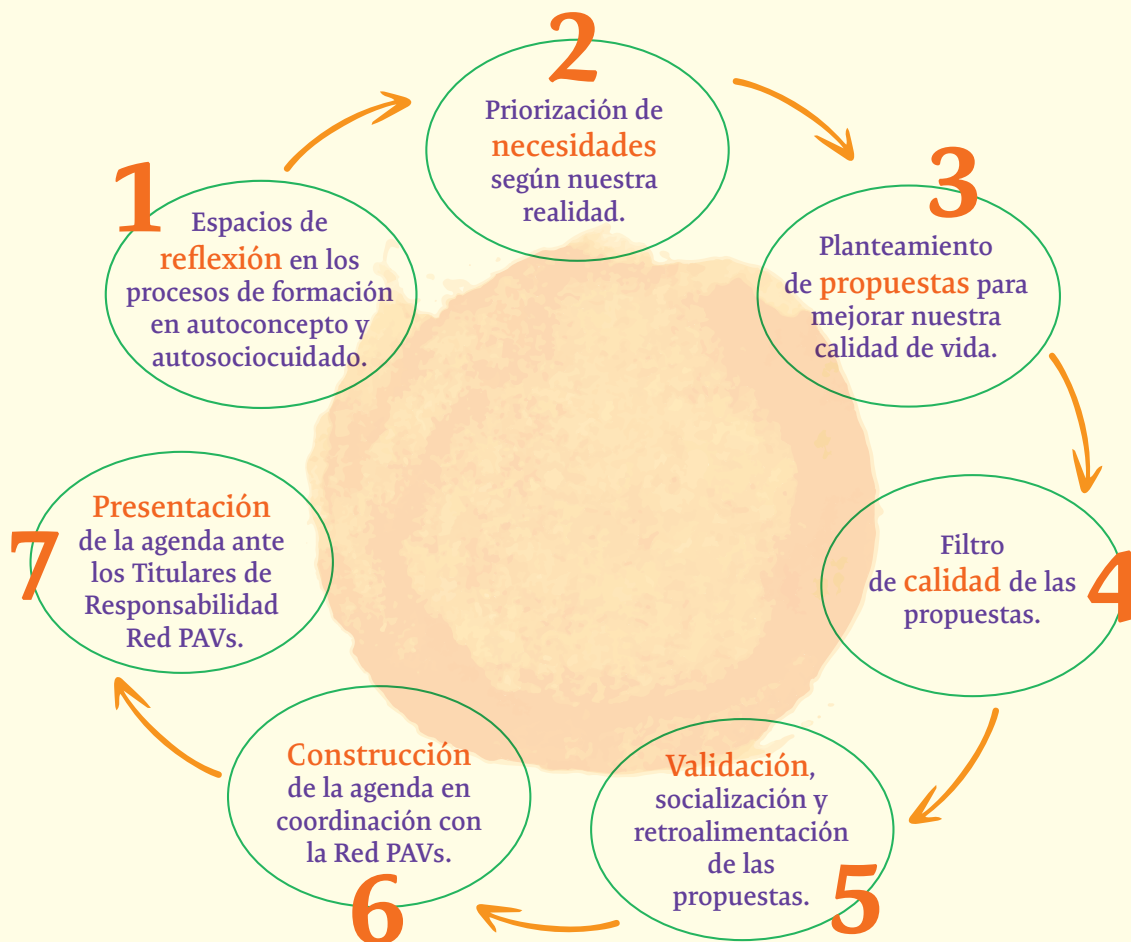 1
Espacios de
reflexión en los
procesos de formación
en autoconcepto y
autosociocuidado.
2
Priorización de
necesidades
según nuestra
realidad.
3
Planteamiento
de propuestas para
mejorar nuestra
calidad de vida.
4
Filtro
de calidad de las
propuestas.
5
Validación,
socialización y
retroalimentación
de las
propuestas.
6
Construcción
de la agenda en
coordinación con
la Red PAVs.
7
Presentación
de la agenda ante
los Titulares de
Responsabilidad
Red PAVs.